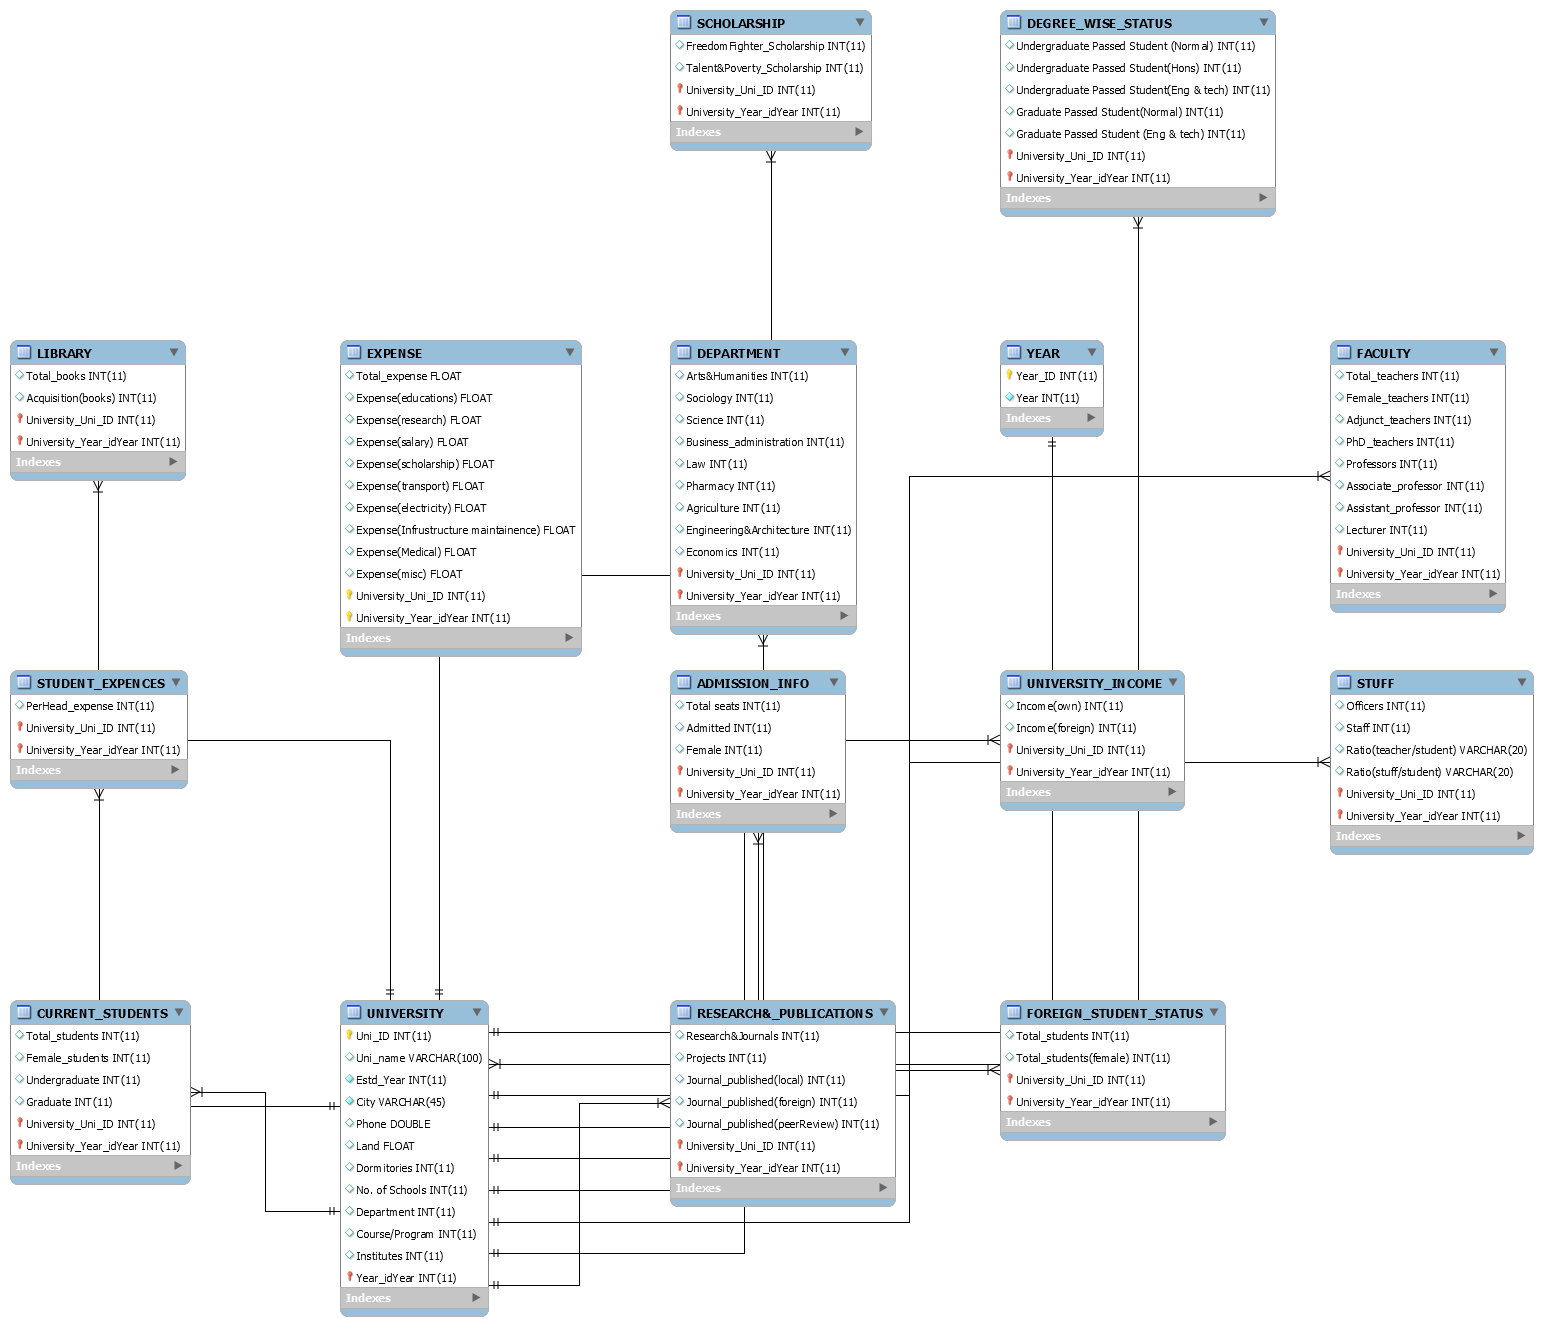 SCHOLARSHIP
FreedomFighter_Scholarship INT(11)
Talent&Poverty_Scholarship INT(11)
University_Uni_ID INT(11)
University_Year_idYear INT(11)
Indexes
DEGREE_WISE_STATUS
Undergraduate Passed Student (Normal) INT(11)
Undergraduate Passed Student(Hons) INT(11)
Undergraduate Passed Student(Eng & tech) INT(11)
Graduate Passed Student(Normal) INT(11)
Graduate Passed Student (Eng & tech) INT(11)
University_Uni_ID INT(11)
University_Year_idYear INT(11)
Indexes
LIBRARY
Total_books INT(11)
Acquisition(books) INT(11)
University_Uni_ID INT(11)
University_Year_idYear INT(11)
Indexes
EXPENSE
Total_expense FLOAT
Expense(educations) FLOAT
Expense(research) FLOAT
Expense(salary) FLOAT
Expense(scholarship) FLOAT
Expense(transport) FLOAT
Expense(electricity) FLOAT
Expense(Infrustructure maintainence) FLOAT
Expense(Medical) FLOAT
Expense(misc) FLOAT
University_Uni_ID INT(11)
University_Year_idYear INT(11)
Indexes
DEPARTMENT
Arts&Humanities INT(11)
Sociology INT(11)
Science INT(11)
Business_administration INT(11)
Law INT(11)
Pharmacy INT(11)
Agriculture INT(11)
Engineering&Architecture INT(11)
Economics INT(11)
University_Uni_ID INT(11)
University_Year_idYear INT(11)
Indexes
YEAR
Year_ID INT(11)
Year INT(11)
Indexes
FACULTY
Total_teachers INT(11)
Female_teachers INT(11)
Adjunct_teachers INT(11)
PhD_teachers INT(11)
Professors INT(11)
Associate_professor INT(11)
Assistant_professor INT(11)
Lecturer INT(11)
University_Uni_ID INT(11)
University_Year_idYear INT(11)
Indexes
STUDENT_EXPENCES
PerHead_expense INT(11)
University_Uni_ID INT(11)
University_Year_idYear INT(11)
Indexes
ADMISSION_INFO
Total seats INT(11)
Admitted INT(11)
Female INT(11)
University_Uni_ID INT(11)
University_Year_idYear INT(11)
Indexes
UNIVERSITY_INCOME
Income(own) INT(11)
Income(foreign) INT(11)
University_Uni_ID INT(11)
University_Year_idYear INT(11)
Indexes
STUFF
Officers INT(11)
Staff INT(11)
Ratio(teacher/student) VARCHAR(20)
Ratio(stuff/student) VARCHAR(20)
University_Uni_ID INT(11)
University_Year_idYear INT(11)
Indexes
CURRENT_STUDENTS
Total_students INT(11)
Female_students INT(11)
Undergraduate INT(11)
Graduate INT(11)
University_Uni_ID INT(11)
University_Year_idYear INT(11)
Indexes
UNIVERSITY
Uni_ID INT(11)
Uni_name VARCHAR(100)
Estd_Year INT(11)
City VARCHAR(45)
Phone DOUBLE
Land FLOAT
Dormitories INT(11)
No. of Schools INT(11)
Department INT(11)
Course/Program INT(11)
Institutes INT(11)
Year_idYear INT(11)
Indexes
RESEARCH&_PUBLICATIONS
Research&Journals INT(11)
Projects INT(11)
Journal_published(local) INT(11)
Journal_published(foreign) INT(11)
Journal_published(peerReview) INT(11)
University_Uni_ID INT(11)
University_Year_idYear INT(11)
Indexes
FOREIGN_STUDENT_STATUS
Total_students INT(11)
Total_students(female) INT(11)
University_Uni_ID INT(11)
University_Year_idYear INT(11)
Indexes